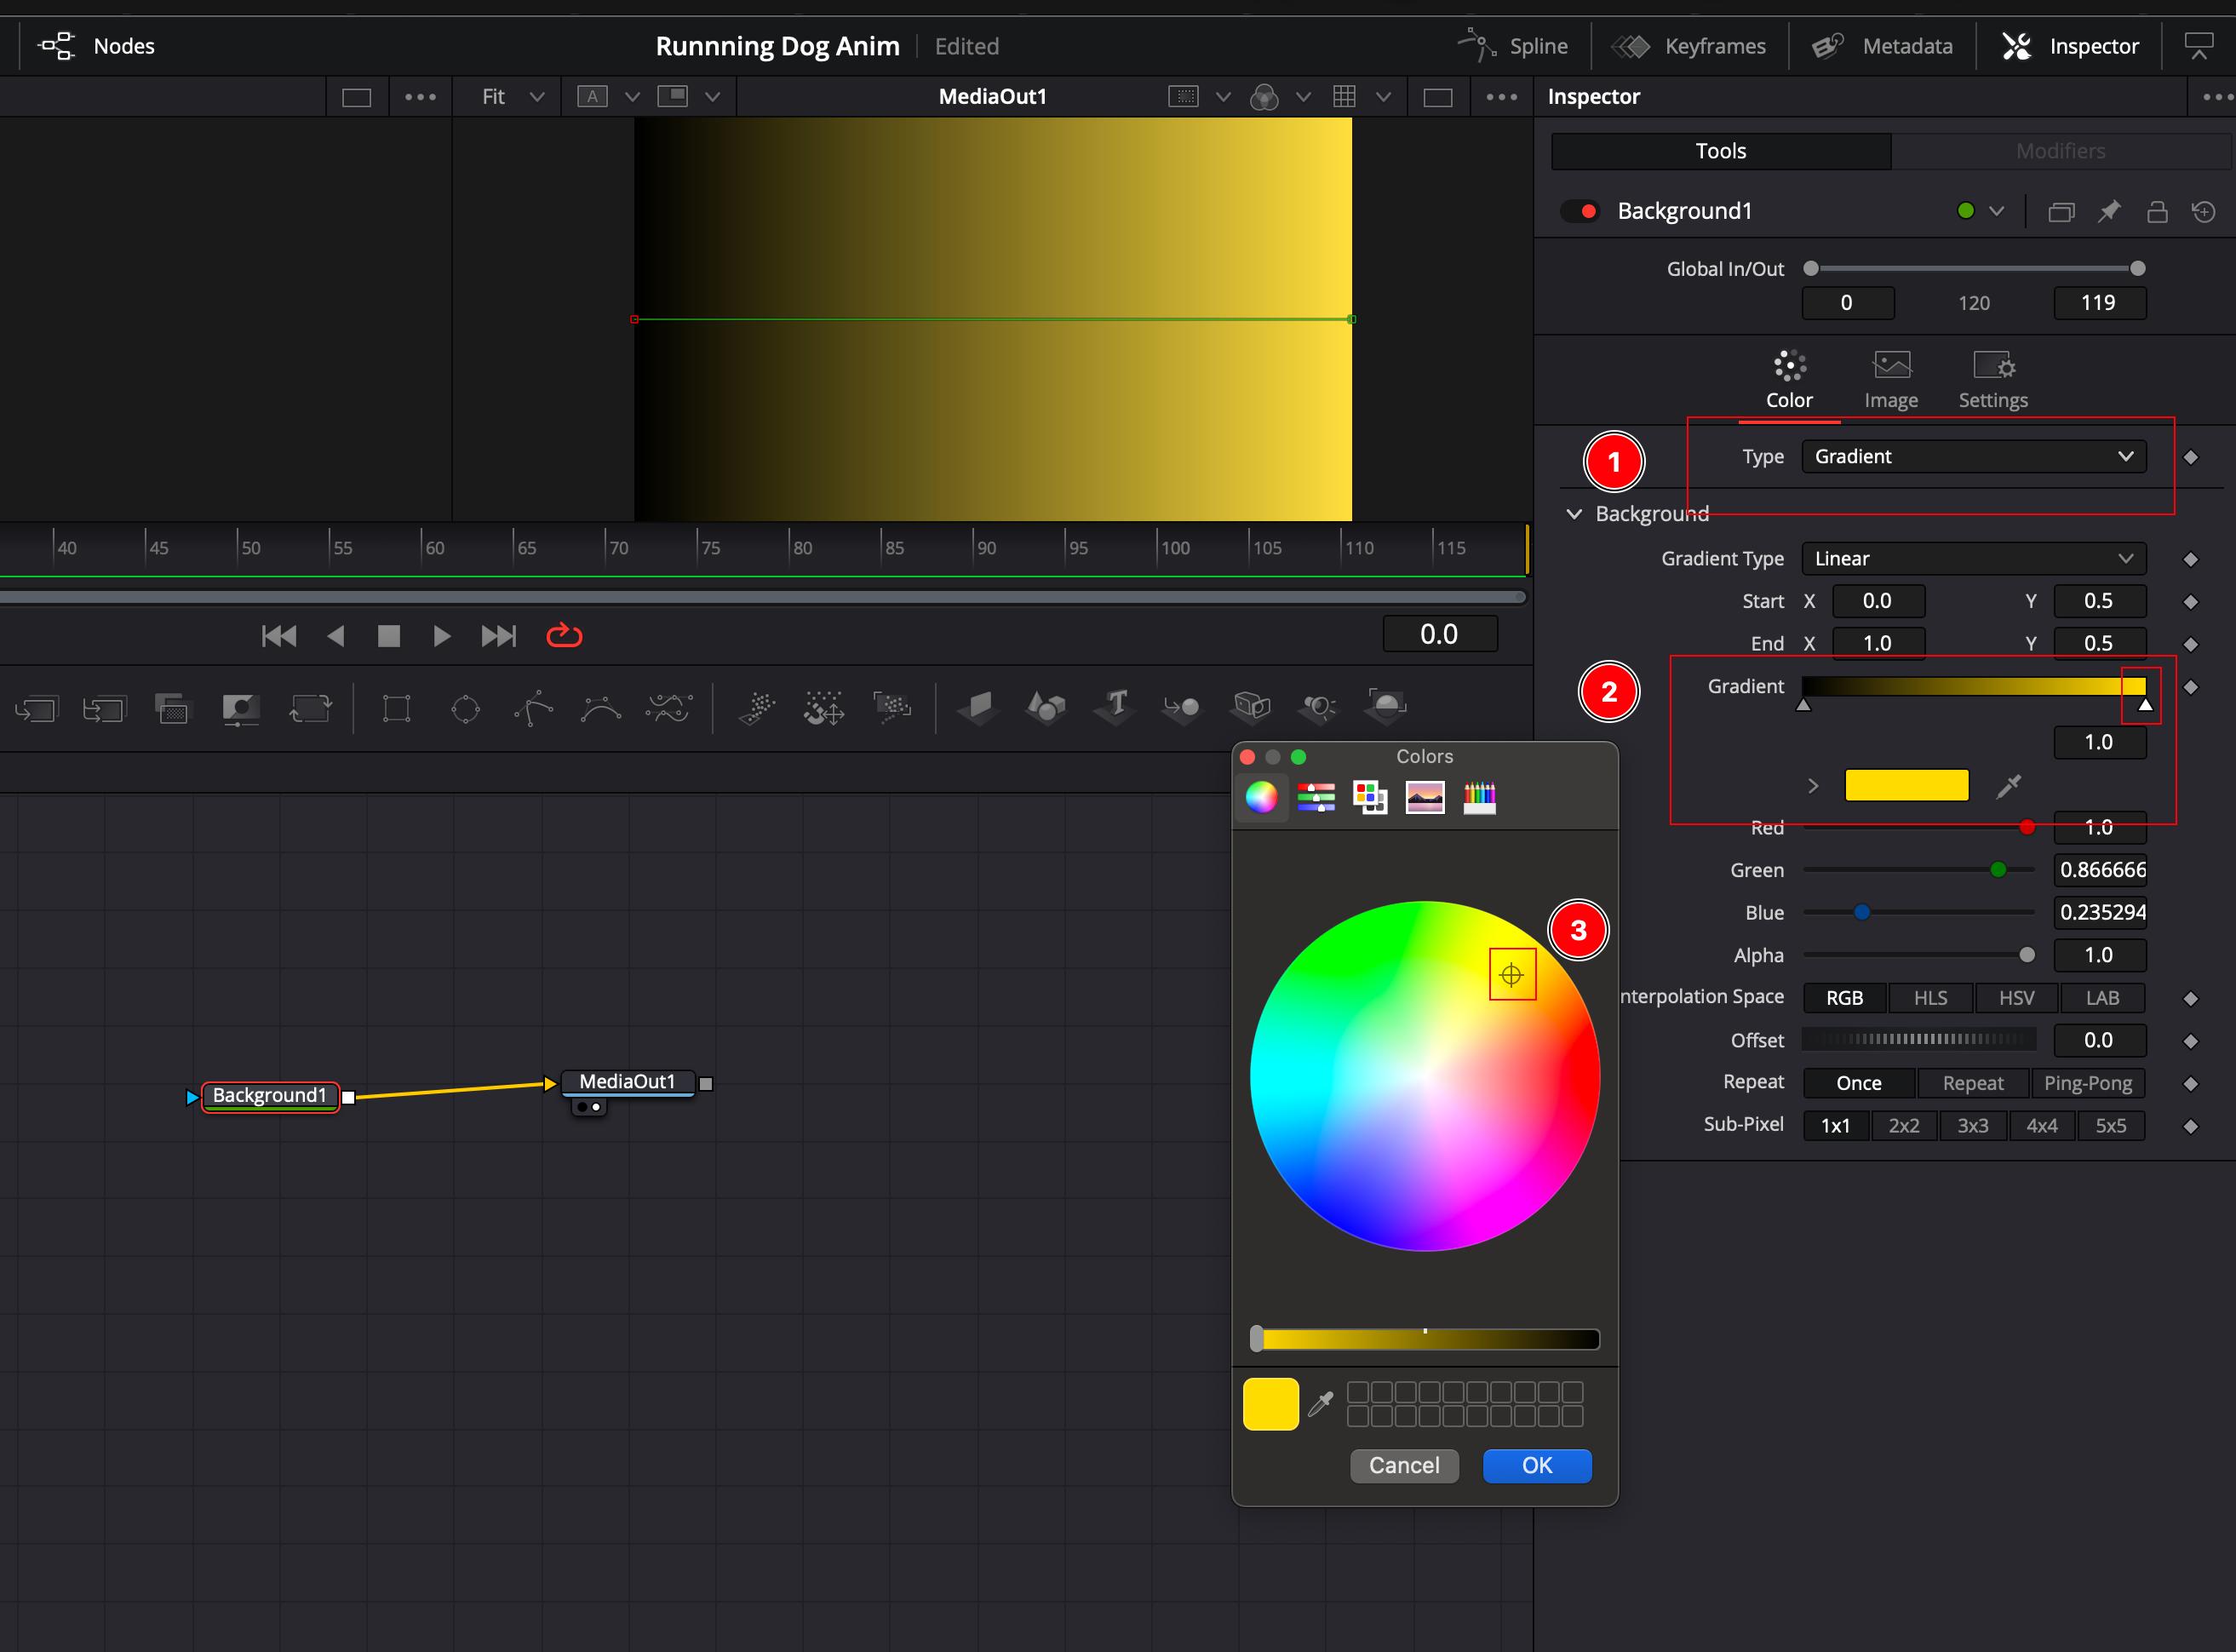 Nodes
Runnning Dog Anim
Edited
Spline
Keyframes
Metadata
Inspector
Fit
A
MediaOut1
Inspector
Tools
Modifiers
Background1
Global In/Out
0
120
119
Color
Image
Settings
1
Type
Gradient
Background
Gradient Type
Linear
Start
X
0.0
Y
0.5
End
X
1.0
Y
0.5
40
45
50
55
60
65
70
75
80
85
90
95
100
105
110
115
0.0
2
Gradient
1.0
Red
1.0
Green
0.866666
Blue
0.235294
Alpha
1.0
nterpolation Space
RGB
HLS
HSV
LAB
Offset
0.0
Repeat
Once
Repeat
Ping-Pong
Sub-Pixel
1x1
2x2
3x3
4x4
5x5
T
Colors
3
Cancel
OK
Background1
MediaOut1